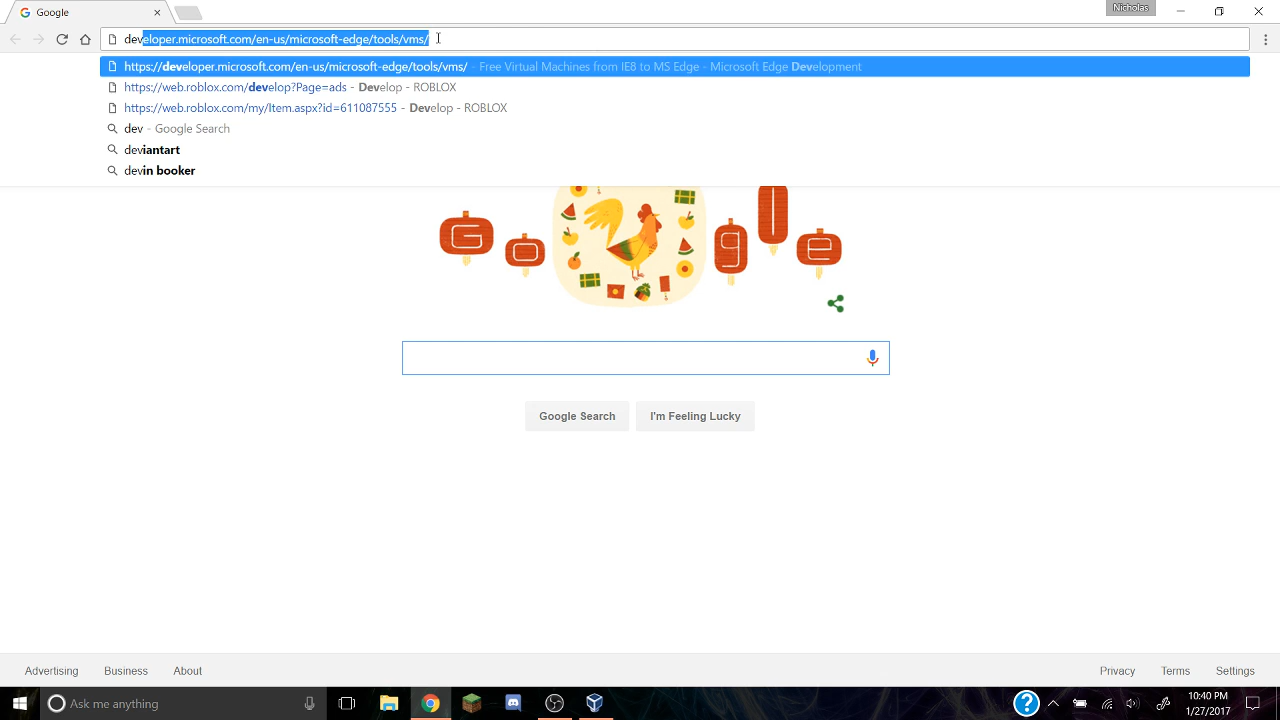 Google
Nicholas
developer.microsoft.com/en-us/microsoft-edge/tools/vms/
https://developer.microsoft.com/en-us/microsoft-edge/tools/vms/ - Free Virtual Machines from IE8 to MS Edge - Microsoft Edge Development
https://web.roblox.com/develop?Page=ads - Develop - ROBLOX
https://web.roblox.com/my/Item.aspx?id=611087555 - Develop - ROBLOX
dev - Google Search
deviantart
devin booker
Go gle
Google Search I'm Feeling Lucky
Advertising Business About Privacy Terms Settings
Ask me anything
10:40 PM
1/27/2017